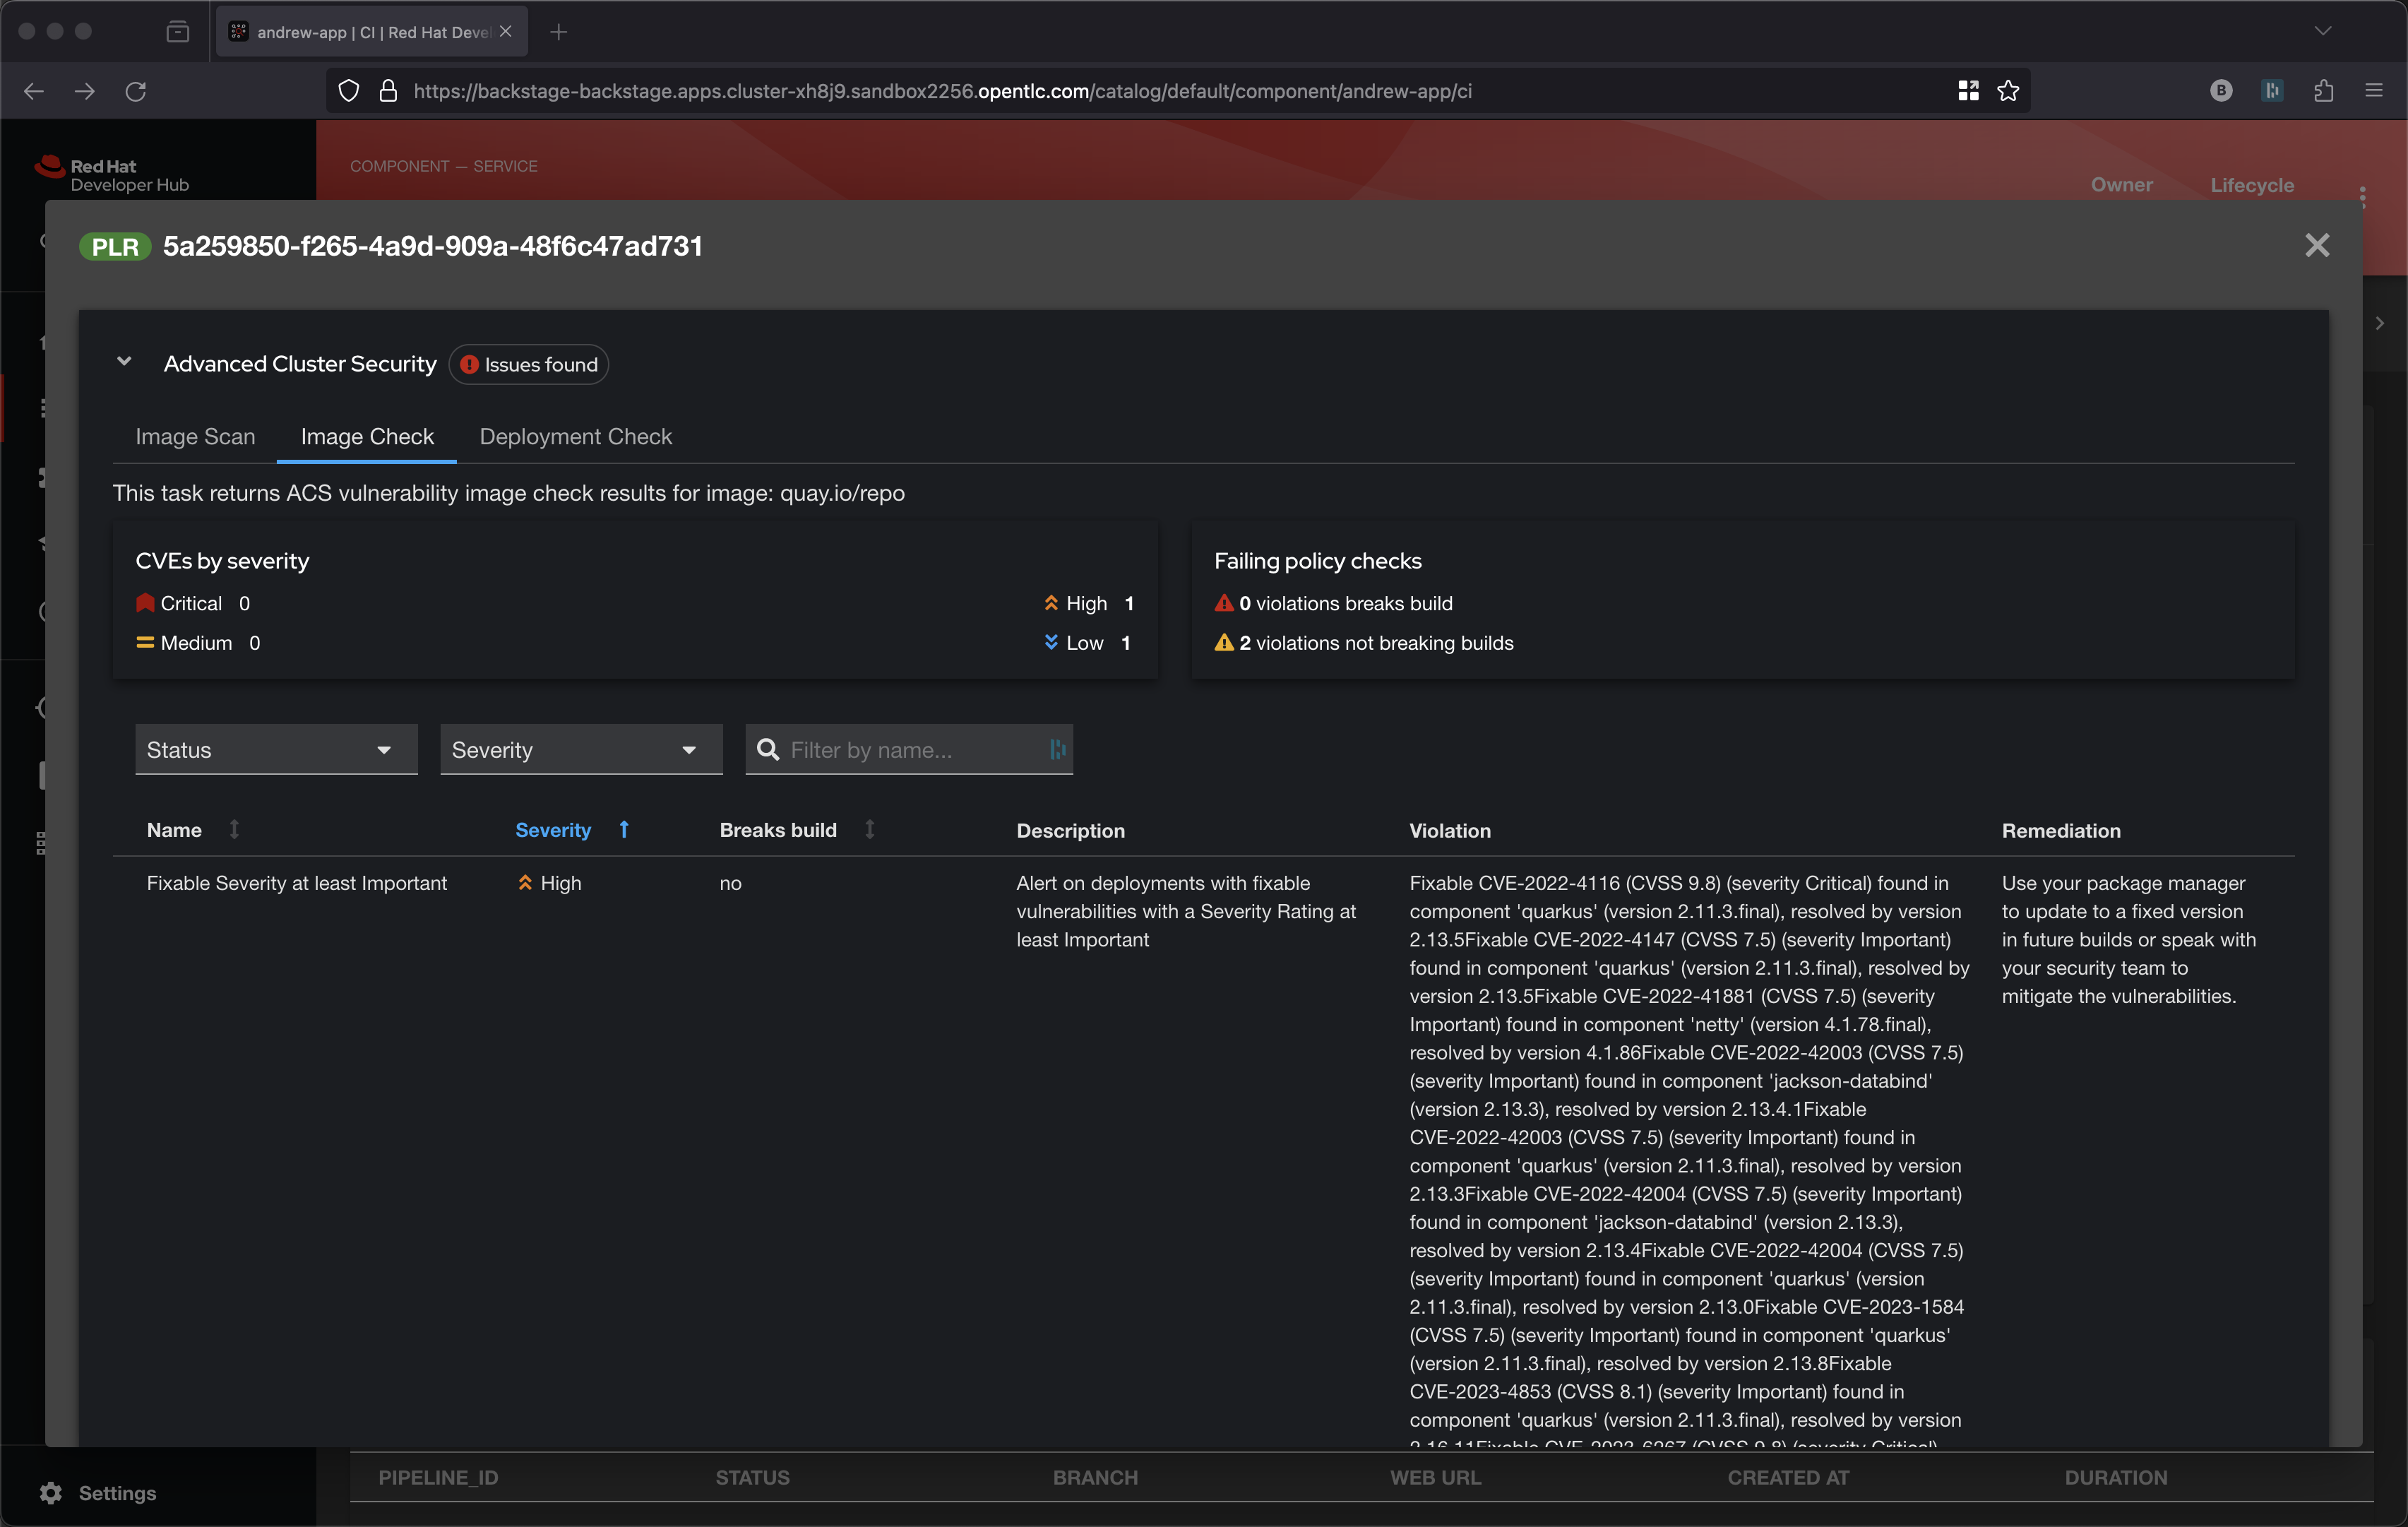 andrew-app | CI | Red Hat Deve
https://backstage-backstage.apps.cluster-xh8j9.sandbox2256.opentlc.com/catalog/default/component/andrew-app/ci
B
Red Hat
Developer Hub
COMPONENT — SERVICE
Owner Lifecycle
PLR 5a259850-f265-4a9d-909a-48f6c47ad731
Advanced Cluster Security Issues found
Image Scan Image Check Deployment Check
This task returns ACS vulnerability image check results for image: quay.io/repo
CVEs by severity
Critical 0 High 1
Medium 0 Low 1
Failing policy checks
0 violations breaks build
2 violations not breaking builds
Status Severity Filter by name...
Name Severity Breaks build Description Violation Remediation
Fixable Severity at least Important High no
Alert on deployments with fixable
vulnerabilities with a Severity Rating at
least Important
Fixable CVE-2022-4116 (CVSS 9.8) (severity Critical) found in
component 'quarkus' (version 2.11.3.final), resolved by version
2.13.5Fixable CVE-2022-4147 (CVSS 7.5) (severity Important)
found in component 'quarkus' (version 2.11.3.final), resolved by
version 2.13.5Fixable CVE-2022-41881 (CVSS 7.5) (severity
Important) found in component 'netty' (version 4.1.78.final),
resolved by version 4.1.86Fixable CVE-2022-42003 (CVSS 7.5)
(severity Important) found in component 'jackson-databind'
(version 2.13.3), resolved by version 2.13.4.1Fixable
CVE-2022-42003 (CVSS 7.5) (severity Important) found in
component 'quarkus' (version 2.11.3.final), resolved by version
2.13.3Fixable CVE-2022-42004 (CVSS 7.5) (severity Important)
found in component 'jackson-databind' (version 2.13.3),
resolved by version 2.13.4Fixable CVE-2022-42004 (CVSS 7.5)
(severity Important) found in component 'quarkus' (version
2.11.3.final), resolved by version 2.13.0Fixable CVE-2023-1584
(CVSS 7.5) (severity Important) found in component 'quarkus'
(version 2.11.3.final), resolved by version 2.13.8Fixable
CVE-2023-4853 (CVSS 8.1) (severity Important) found in
component 'quarkus' (version 2.11.3.final), resolved by version
2.16.11Fixable CVE-2023-6267 (CVSS 9.8) (severity Critical)
Use your package manager
to update to a fixed version
in future builds or speak with
your security team to
mitigate the vulnerabilities.
PIPELINE_ID STATUS BRANCH WEB URL CREATED AT DURATION
Settings